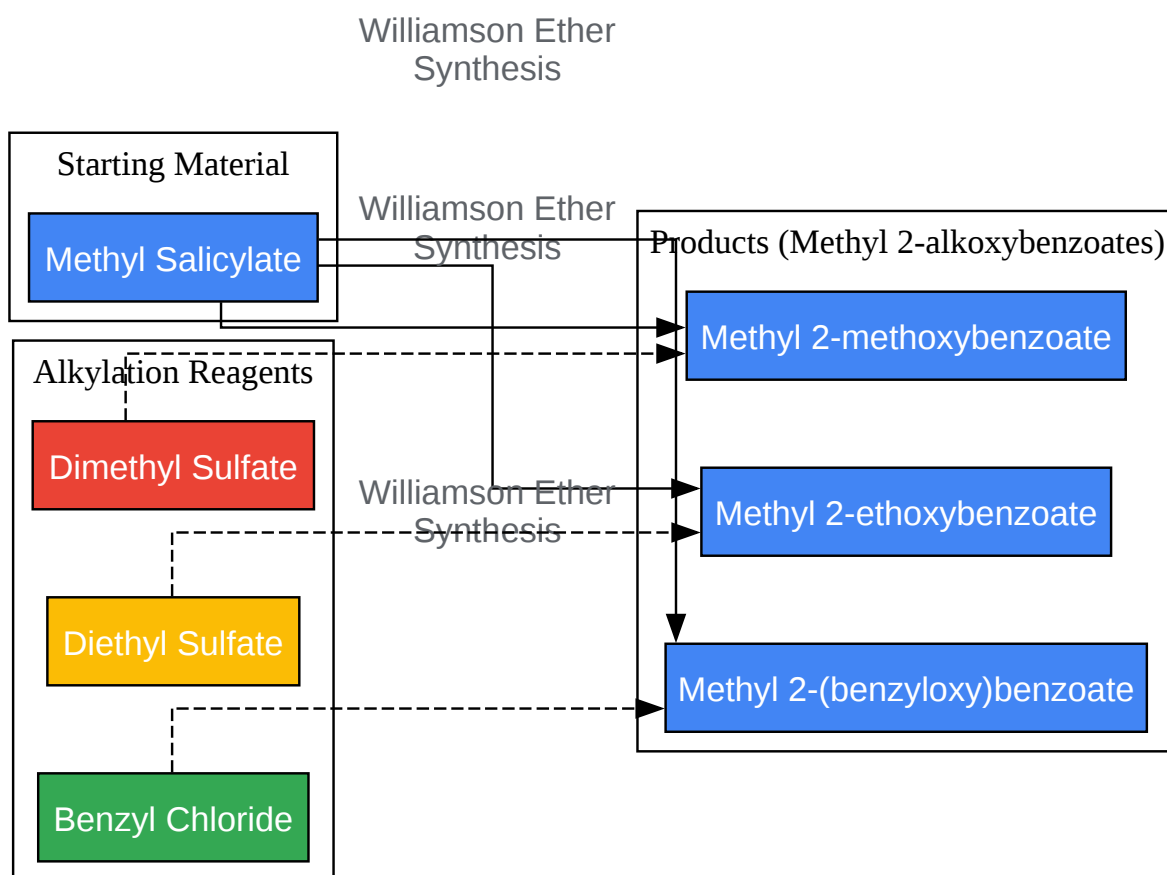 Williamson Ether
Synthesis
Starting Material
Methyl Salicylate
Williamson Ether
Synthesis
Products (Methyl 2-alkoxybenzoates)
Methyl 2-methoxybenzoate
Alkylation Reagents
Dimethyl Sulfate
Williamson Ether
Synthesis
Methyl 2-ethoxybenzoate
Diethyl Sulfate
Methyl 2-(benzyloxy)benzoate
Benzyl Chloride